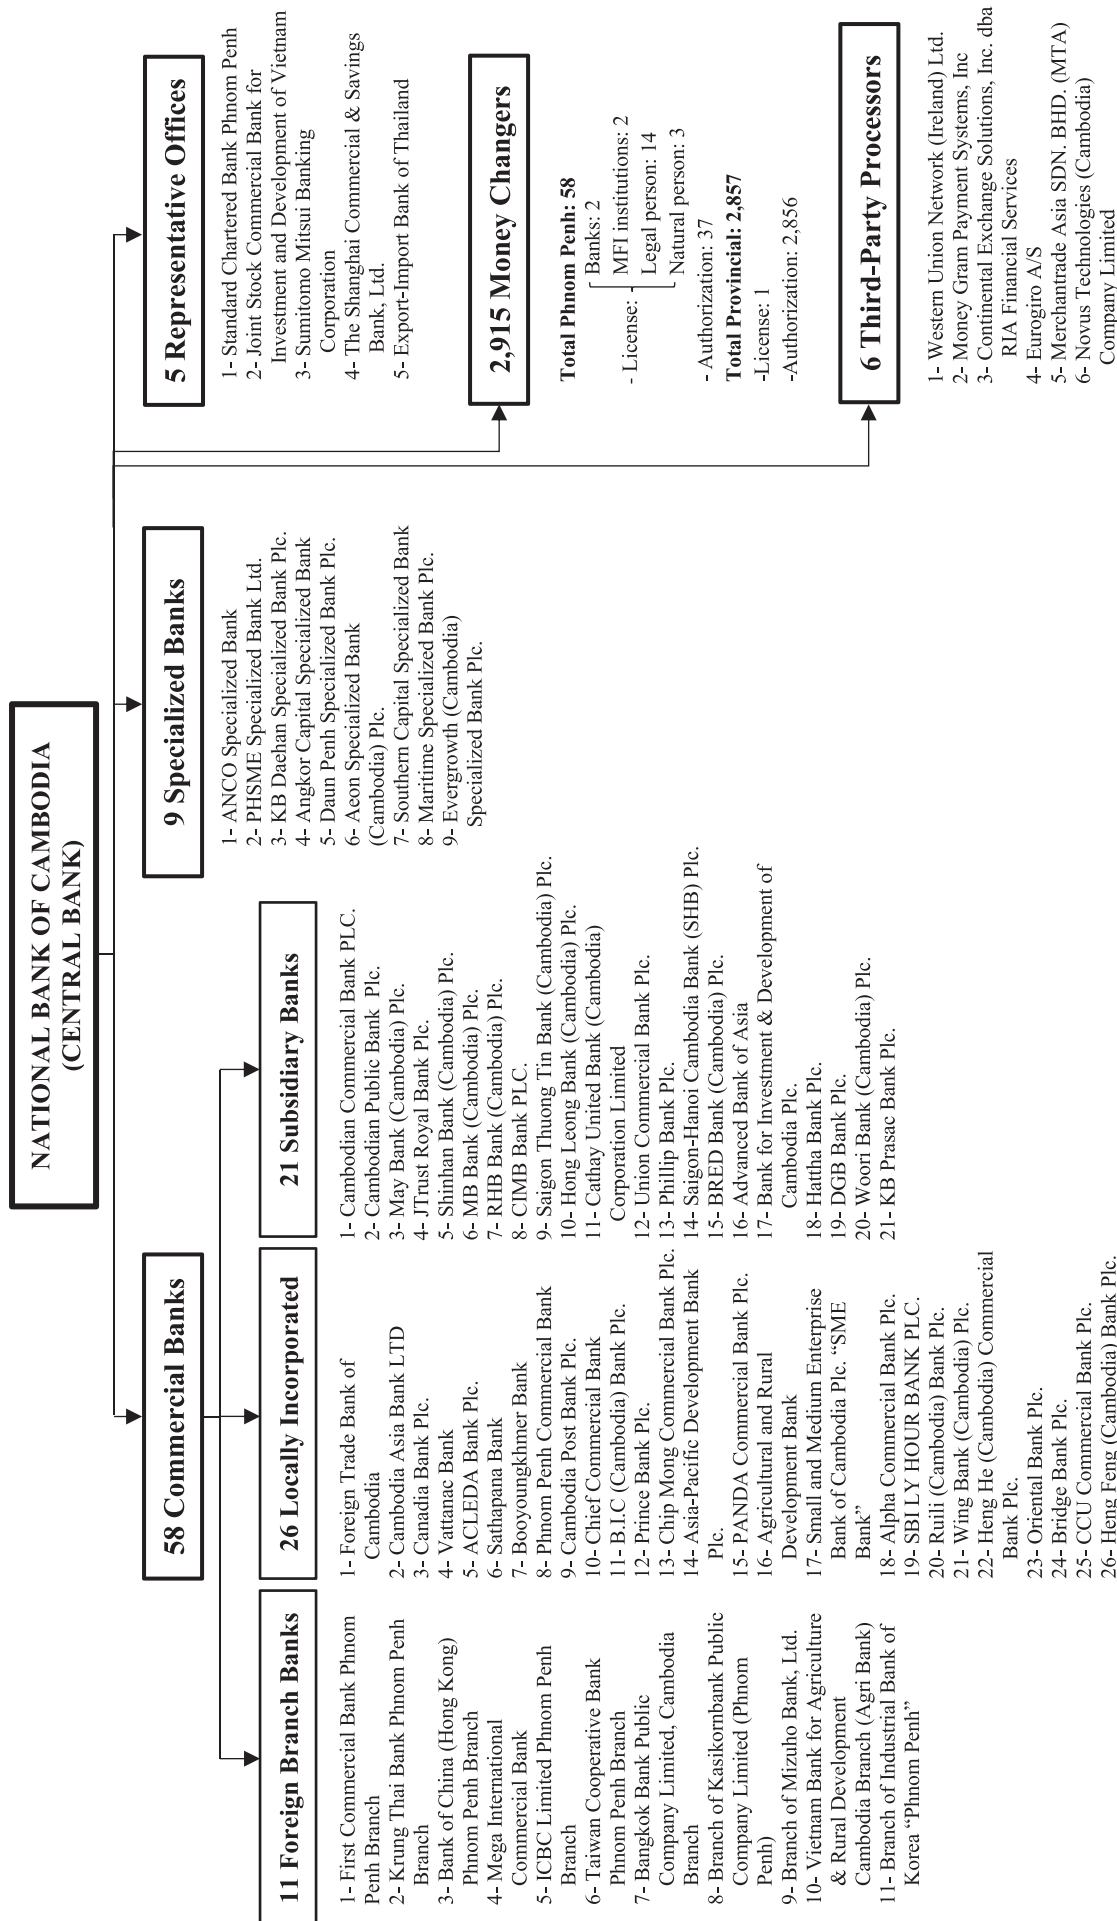 NATIONAL BANK OF CAMBODIA
(CENTRAL BANK)
58 Commercial Banks
11 Foreign Branch Banks
1- First Commercial Bank Phnom
Penh Branch
2- Krung Thai Bank Phnom Penh
Branch
3- Bank of China (Hong Kong)
Phnom Penh Branch
4- Mega International
Commercial Bank
5- ICBC Limited Phnom Penh
Branch
6- Taiwan Cooperative Bank
Phnom Penh Branch
7- Bangkok Bank Public
Company Limited, Cambodia
Branch
8- Branch of Kasikornbank Public
Company Limited (Phnom
Penh)
9- Branch of Mizuho Bank, Ltd.
10- Vietnam Bank for Agriculture
& Rural Development
Cambodia Branch (Agri Bank)
11- Branch of Industrial Bank of
Korea “Phnom Penh”
26 Locally Incorporated
1- Foreign Trade Bank of
Cambodia
2- Cambodia Asia Bank LTD
3- Canadia Bank Plc.
4- Vattanac Bank
5- ACLEDA Bank Plc.
6- Sathapana Bank
7- Booyoungkhmer Bank
8- Phnom Penh Commercial Bank
9- Cambodia Post Bank Plc.
10- Chief Commercial Bank
11- B.I.C (Cambodia) Bank Plc.
12- Prince Bank Plc.
13- Chip Mong Commercial Bank Plc.
14- Asia-Pacific Development Bank
Plc.
15- PANDA Commercial Bank Plc.
16- Agricultural and Rural
Development Bank
17- Small and Medium Enterprise
Bank of Cambodia Plc. “SME
Bank”
18- Alpha Commercial Bank Plc.
19- SBI LY HOUR BANK PLC.
20- Ruili (Cambodia) Bank Plc.
21- Wing Bank (Cambodia) Plc.
22- Heng He (Cambodia) Commercial
Bank Plc.
23- Oriental Bank Plc.
24- Bridge Bank Plc.
25- CCU Commercial Bank Plc.
26- Heng Feng (Cambodia) Bank Plc.
21 Subsidiary Banks
1- Cambodian Commercial Bank PLC.
2- Cambodian Public Bank Plc.
3- May Bank (Cambodia) Plc.
4- JTrust Royal Bank Plc.
5- Shinhan Bank (Cambodia) Plc.
6- MB Bank (Cambodia) Plc.
7- RHB Bank (Cambodia) Plc.
8- CIMB Bank PLC.
9- Saigon Thuong Tin Bank (Cambodia) Plc.
10- Hong Leong Bank (Cambodia) Plc.
11- Cathay United Bank (Cambodia)
Corporation Limited
12- Union Commercial Bank Plc.
13- Phillip Bank Plc.
14- Saigon-Hanoi Cambodia Bank (SHB) Plc.
15- BRED Bank (Cambodia) Plc.
16- Advanced Bank of Asia
17- Bank for Investment & Development of
Cambodia Plc.
18- Hattha Bank Plc.
19- DGB Bank Plc.
20- Woori Bank (Cambodia) Plc.
21- KB Prasac Bank Plc.
9 Specialized Banks
1- ANCO Specialized Bank
2- PHSME Specialized Bank Ltd.
3- KB Daehan Specialized Bank Plc.
4- Angkor Capital Specialized Bank
5- Daun Penh Specialized Bank Plc.
6- Aeon Specialized Bank
(Cambodia) Plc.
7- Southern Capital Specialized Bank
8- Maritime Specialized Bank Plc.
9- Evergrowth (Cambodia)
Specialized Bank Plc.
5 Representative Offices
1- Standard Chartered Bank Phnom Penh
2- Joint Stock Commercial Bank for
Investment and Development of Vietnam
3- Sumitomo Mitsui Banking
Corporation
4- The Shanghai Commercial & Savings
Bank, Ltd.
5- Export-Import Bank of Thailand
2,915 Money Changers
Total Phnom Penh: 58
- License:
Banks: 2
MFI institutions: 2
Legal person: 14
Natural person: 3
- Authorization: 37
Total Provincial: 2,857
-License: 1
-Authorization: 2,856
6 Third-Party Processors
1- Western Union Network (Ireland) Ltd.
2- Money Gram Payment Systems, Inc
3- Continental Exchange Solutions, Inc. dba
RIA Financial Services
4- Eurogiro A/S
5- Merchantrade Asia SDN. BHD. (MTA)
6- Novus Technologies (Cambodia)
Company Limited